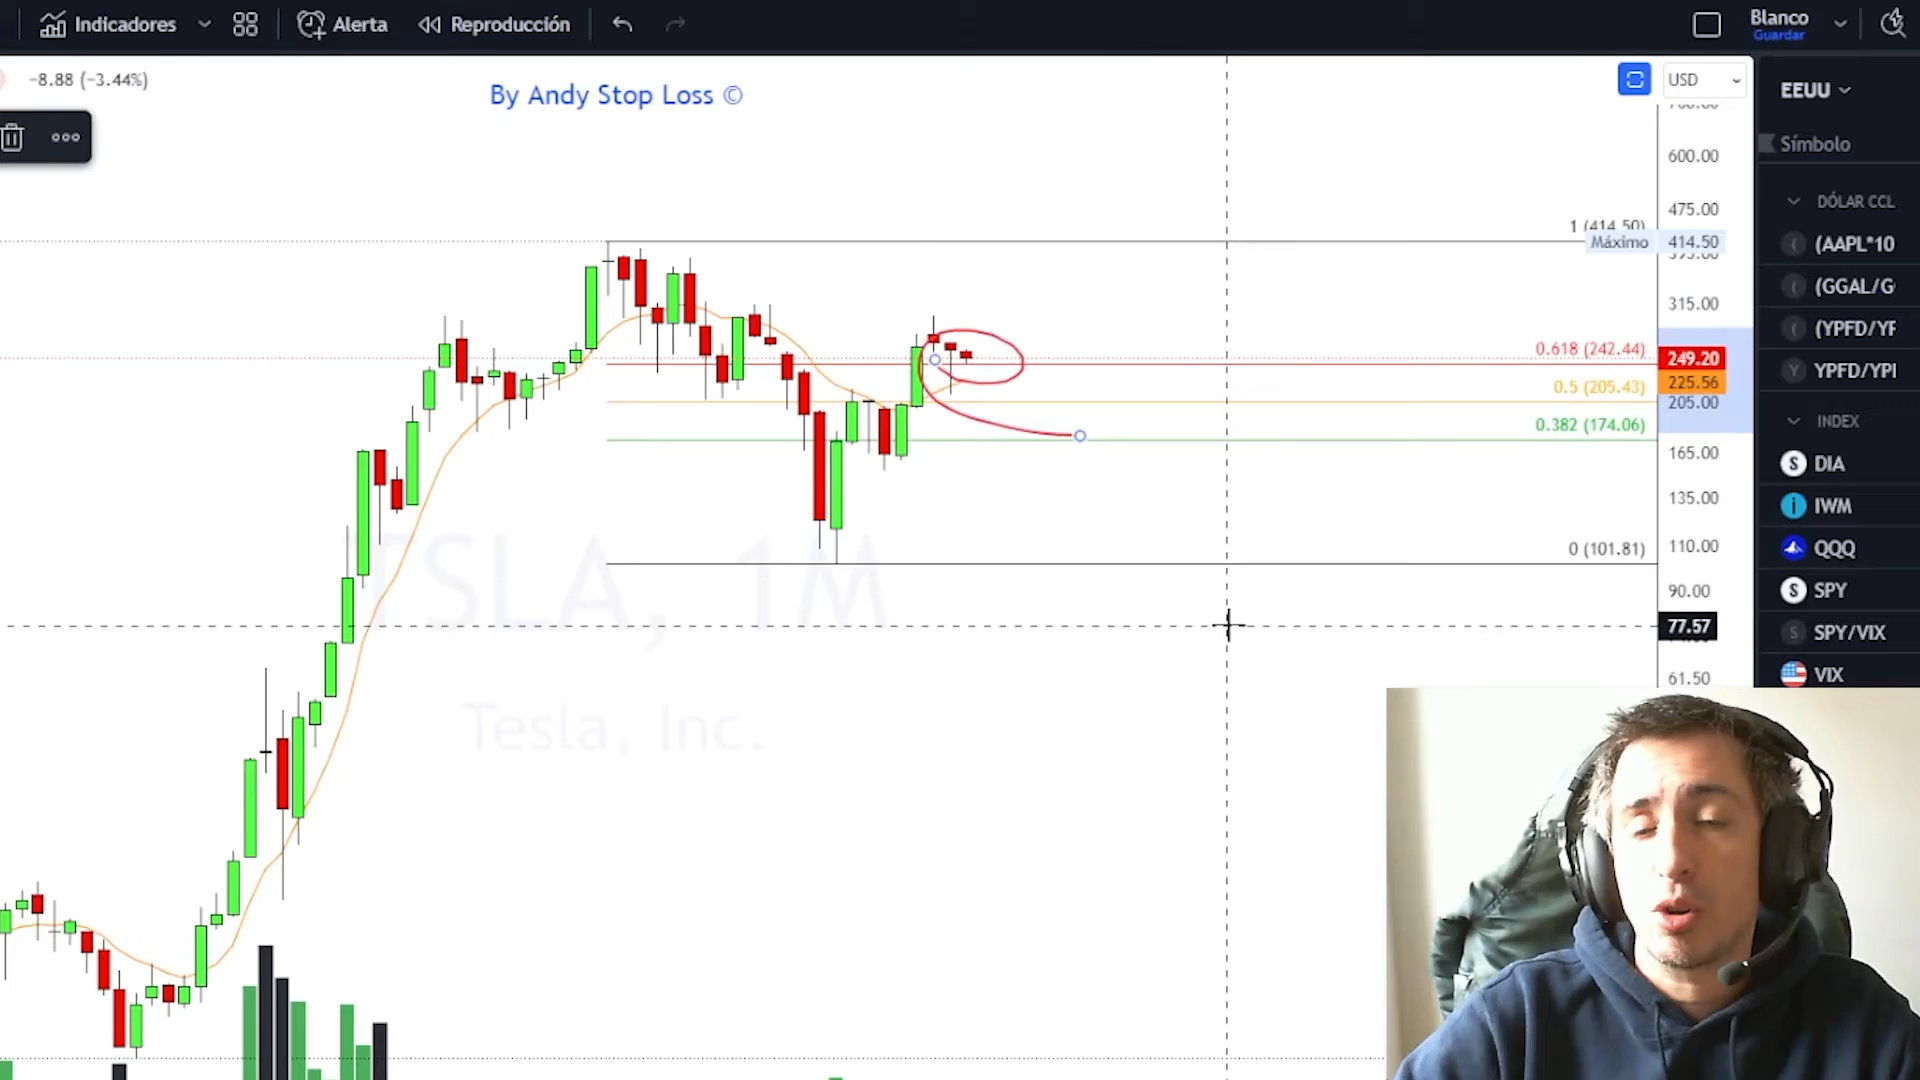 Indicadores
Alerta
Reproducción
Blanco
Guardar
−8.88 (−3.44%)
By Andy Stop Loss ©
USD
EEUU
Símbolo
600.00
475.00
1 (414.50)
Máximo 414.50
315.00
0.618 (242.44)
249.20
0.5 (205.43)
225.56
205.00
0.382 (174.06)
165.00
135.00
0 (101.81)
110.00
90.00
77.57
61.50
TSLA, 1M
Tesla, Inc.
DÓLAR CCL
(AAPL*10
(GGAL/G
(YPFD/YF
YPFD/YPI
INDEX
S DIA
i IWM
QQQ
S SPY
S SPY/VIX
VIX